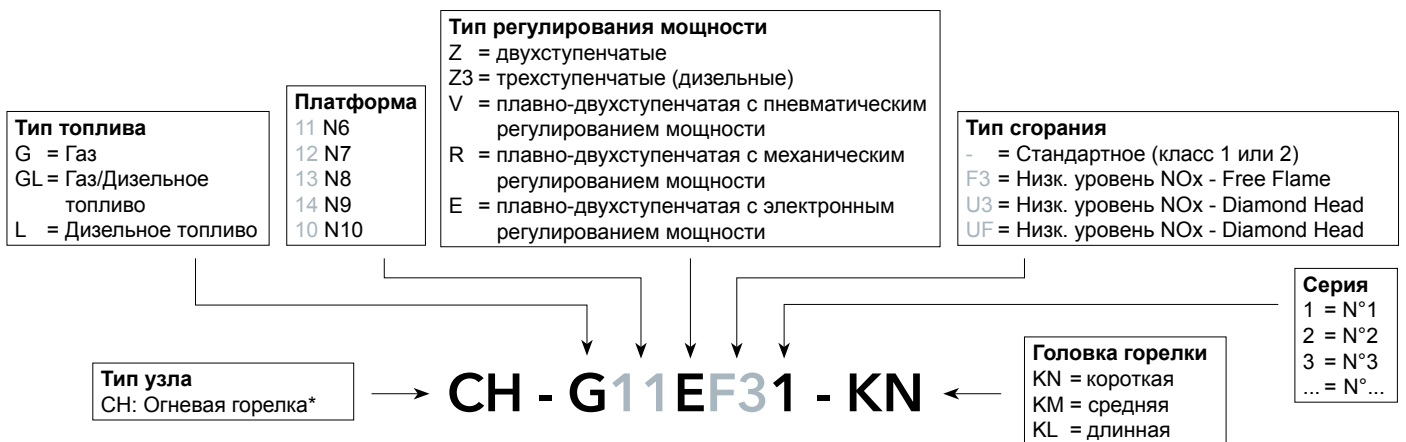 Тип регулирования мощности
Z = двухступенчатые
Z3 = трехступенчатые (дизельные)
V = плавно-двухступенчатая с пневматическим
регулированием мощности
R = плавно-двухступенчатая с механическим
регулированием мощности
E = плавно-двухступенчатая с электронным
регулированием мощности
Платформа
11 N6
12 N7
13 N8
14 N9
10 N10
Тип топлива
G = Газ
GL = Газ/Дизельное
топливо
L = Дизельное топливо
Тип сгорания
- = Стандартное (класс 1 или 2)
F3 = Низк. уровень NOx - Free Flame
U3 = Низк. уровень NOx - Diamond Head
UF = Низк. уровень NOx - Diamond Head
Серия
1 = N°1
2 = N°2
3 = N°3
... = N°...
Тип узла
CH: Огневая горелка*
CH - G11EF31 - KN
Головка горелки
KN = короткая
KM = средняя
KL = длинная